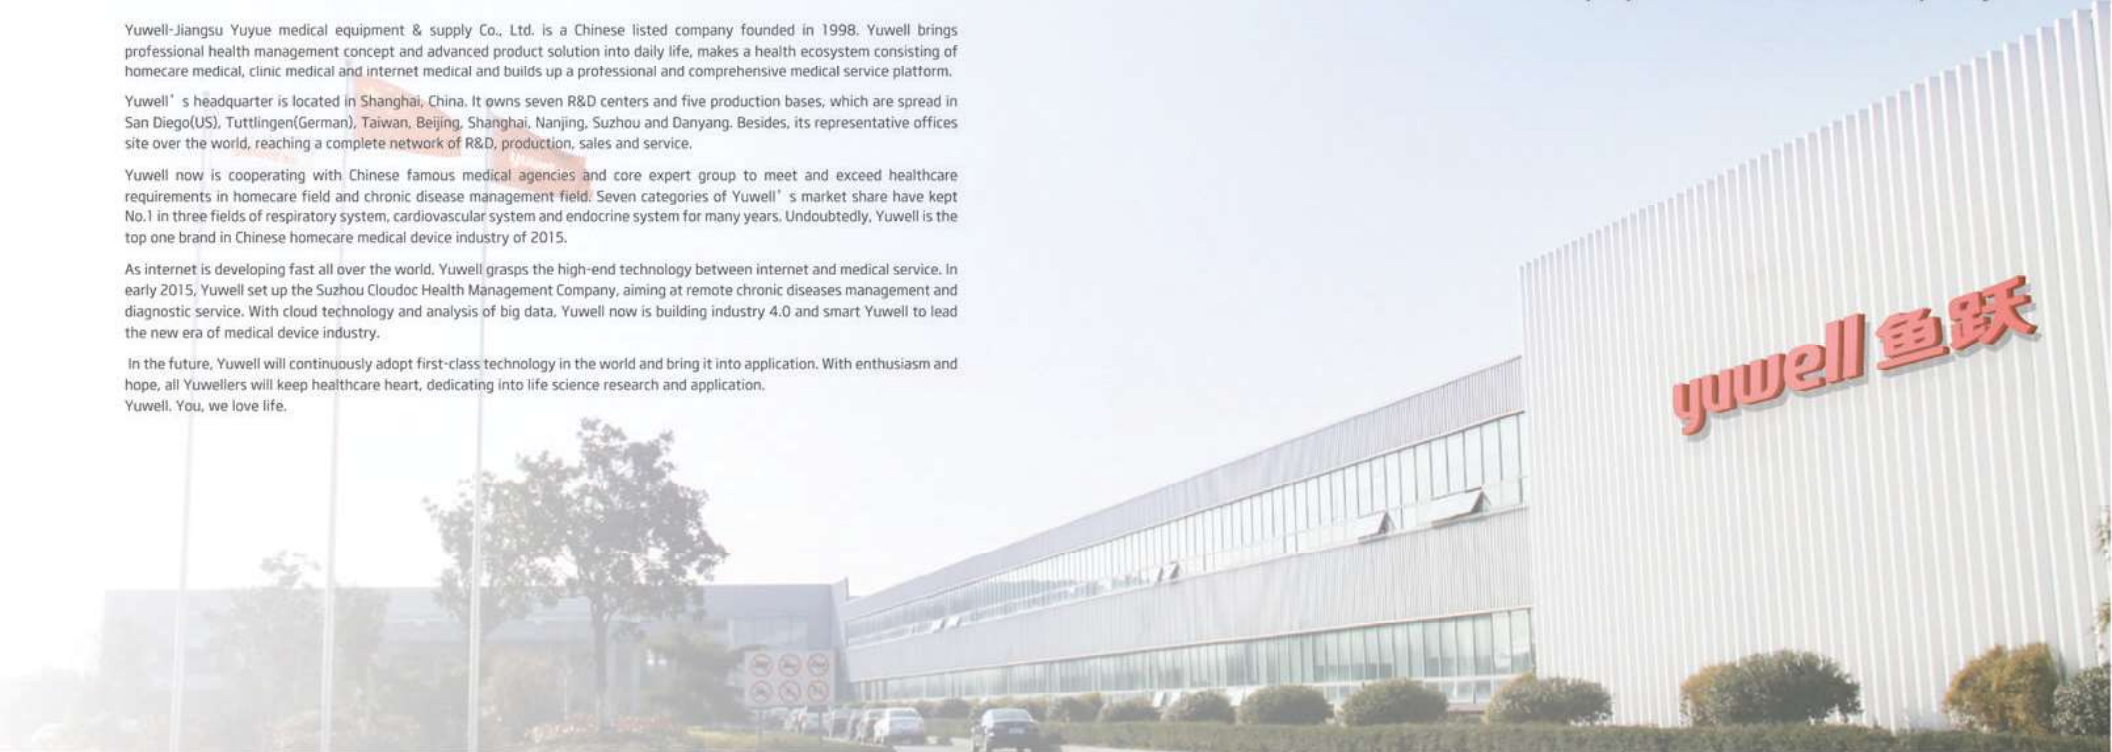 Yuwell-Jiangsu Yuyue medical equipment & supply Co., Ltd. is a Chinese listed company founded in 1998. Yuwell brings
professional health management concept and advanced product solution into daily life, makes a health ecosystem consisting of
homecare medical, clinic medical and internet medical and builds up a professional and comprehensive medical service platform.
Yuwell's headquarter is located in Shanghai, China. It owns seven R&D centers and five production bases, which are spread in
San Diego(US), Tuttlingen(German), Taiwan, Beijing, Shanghai, Nanjing, Suzhou and Danyang. Besides, its representative offices
site over the world, reaching a complete network of R&D, production, sales and service.
Yuwell now is cooperating with Chinese famous medical agencies and core expert group to meet and exceed healthcare
requirements in homecare field and chronic disease management field. Seven categories of Yuwell's market share have kept
No.1 in three fields of respiratory system, cardiovascular system and endocrine system for many years. Undoubtedly, Yuwell is the
top one brand in Chinese homecare medical device industry of 2015.
As internet is developing fast all over the world, Yuwell grasps the high-end technology between internet and medical service. In
early 2015, Yuwell set up the Suzhou Cloudoc Health Management Company, aiming at remote chronic diseases management and
diagnostic service. With cloud technology and analysis of big data, Yuwell now is building industry 4.0 and smart Yuwell to lead
the new era of medical device industry.
In the future, Yuwell will continuously adopt first-class technology in the world and bring it into application. With enthusiasm and
hope, all Yuwellers will keep healthcare heart, dedicating into life science research and application.
Yuwell. You, we love life.
yuwell
yuwell 鱼跃